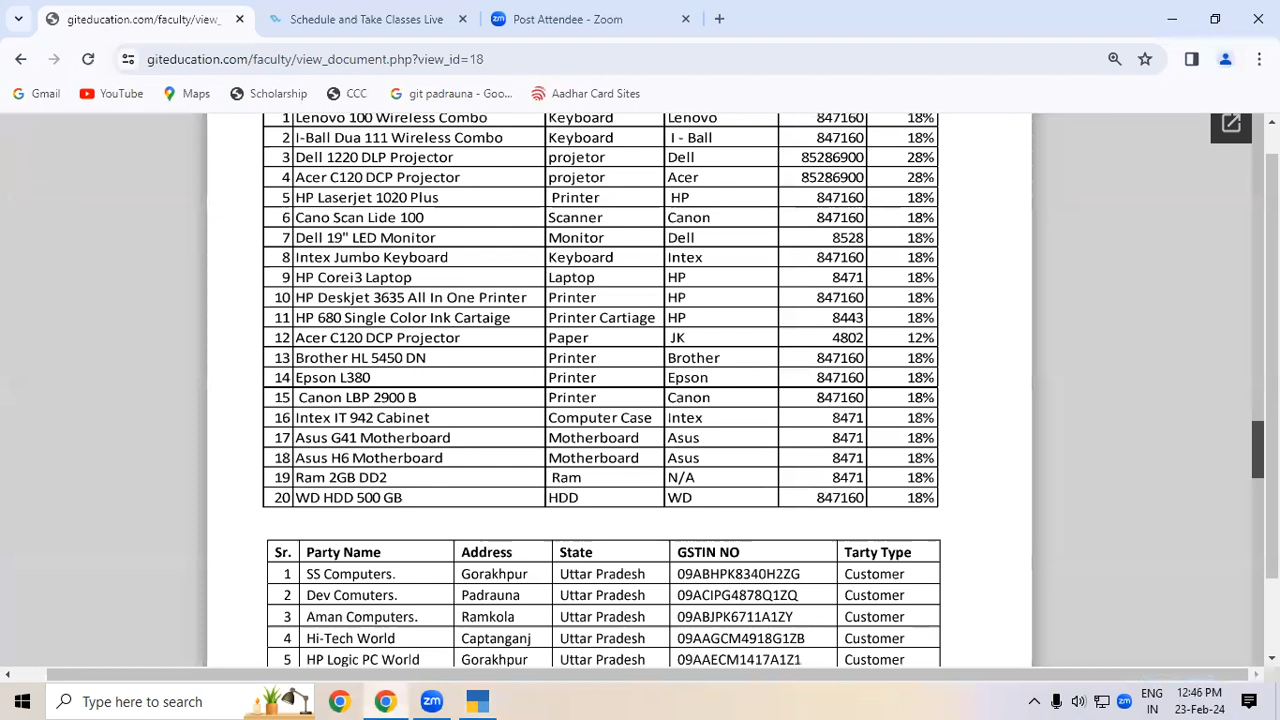 giteducation.com/faculty/view_
Schedule and Take Classes Live
zm Post Attendee - Zoom
giteducation.com/faculty/view_document.php?view_id=18
Gmail YouTube Maps Scholarship CCC git padrauna - Goo... Aadhar Card Sites
1 Lenovo 100 Wireless Combo Keyboard Lenovo 847160 18%
2 I-Ball Dua 111 Wireless Combo Keyboard I - Ball 847160 18%
3 Dell 1220 DLP Projector projetor Dell 85286900 28%
4 Acer C120 DCP Projector projetor Acer 85286900 28%
5 HP Laserjet 1020 Plus Printer HP 847160 18%
6 Cano Scan Lide 100 Scanner Canon 847160 18%
7 Dell 19" LED Monitor Monitor Dell 8528 18%
8 Intex Jumbo Keyboard Keyboard Intex 847160 18%
9 HP Corei3 Laptop Laptop HP 8471 18%
10 HP Deskjet 3635 All In One Printer Printer HP 847160 18%
11 HP 680 Single Color Ink Cartaige Printer Cartiage HP 8443 18%
12 Acer C120 DCP Projector Paper JK 4802 12%
13 Brother HL 5450 DN Printer Brother 847160 18%
14 Epson L380 Printer Epson 847160 18%
15 Canon LBP 2900 B Printer Canon 847160 18%
16 Intex IT 942 Cabinet Computer Case Intex 8471 18%
17 Asus G41 Motherboard Motherboard Asus 8471 18%
18 Asus H6 Motherboard Motherboard Asus 8471 18%
19 Ram 2GB DD2 Ram N/A 8471 18%
20 WD HDD 500 GB HDD WD 847160 18%
Sr. Party Name Address State GSTIN NO Tarty Type
1 SS Computers. Gorakhpur Uttar Pradesh 09ABHPK8340H2ZG Customer
2 Dev Comuters. Padrauna Uttar Pradesh 09ACIPG4878Q1ZQ Customer
3 Aman Computers. Ramkola Uttar Pradesh 09ABJPK6711A1ZY Customer
4 Hi-Tech World Captanganj Uttar Pradesh 09AAGCM4918G1ZB Customer
5 HP Logic PC World Gorakhpur Uttar Pradesh 09AAECM1417A1Z1 Customer
Type here to search
zm
zm
ENG
IN
12:46 PM
23-Feb-24